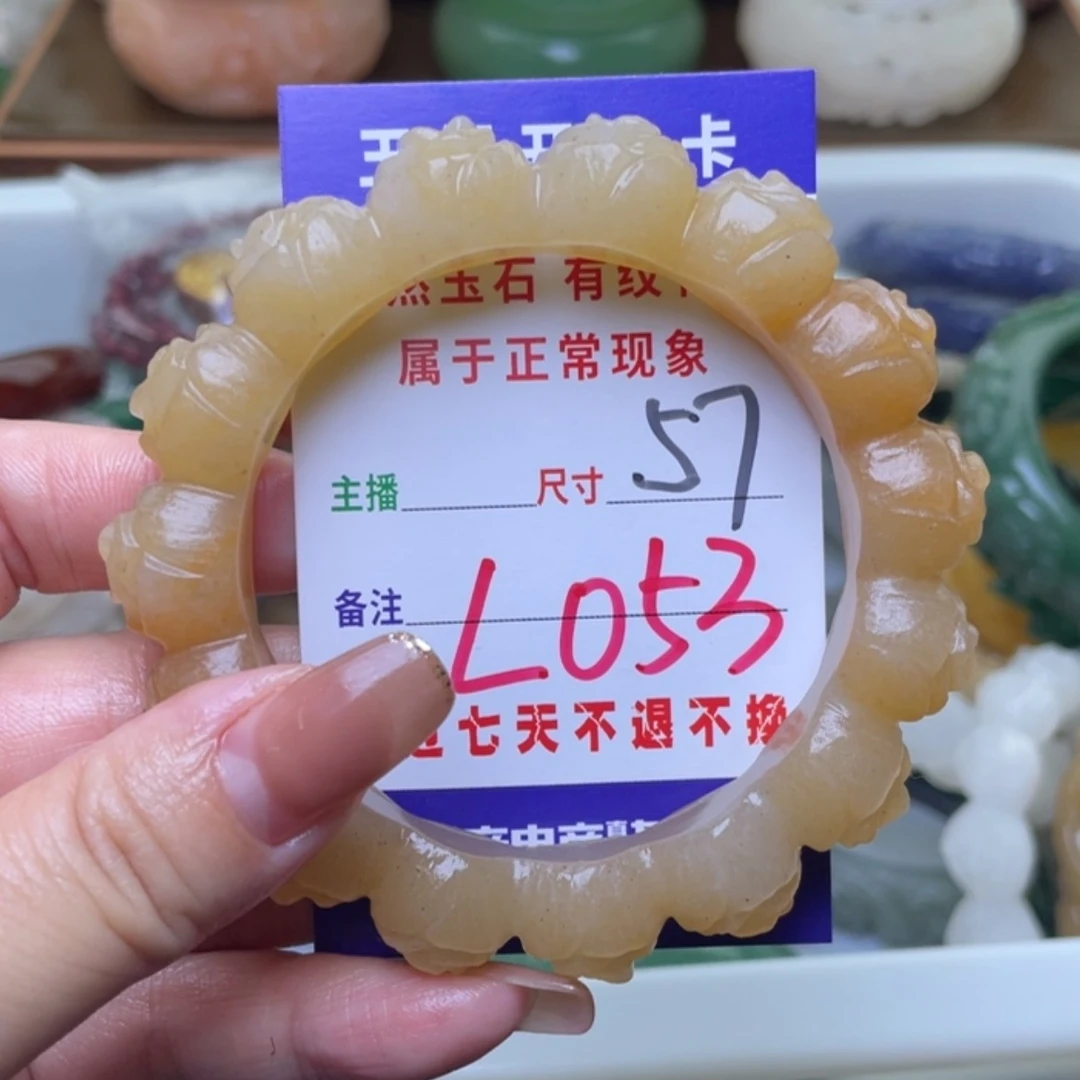 卡
玉石 有纹
属于正常现象
主播 尺寸 57
备注 L053
七天不退不换